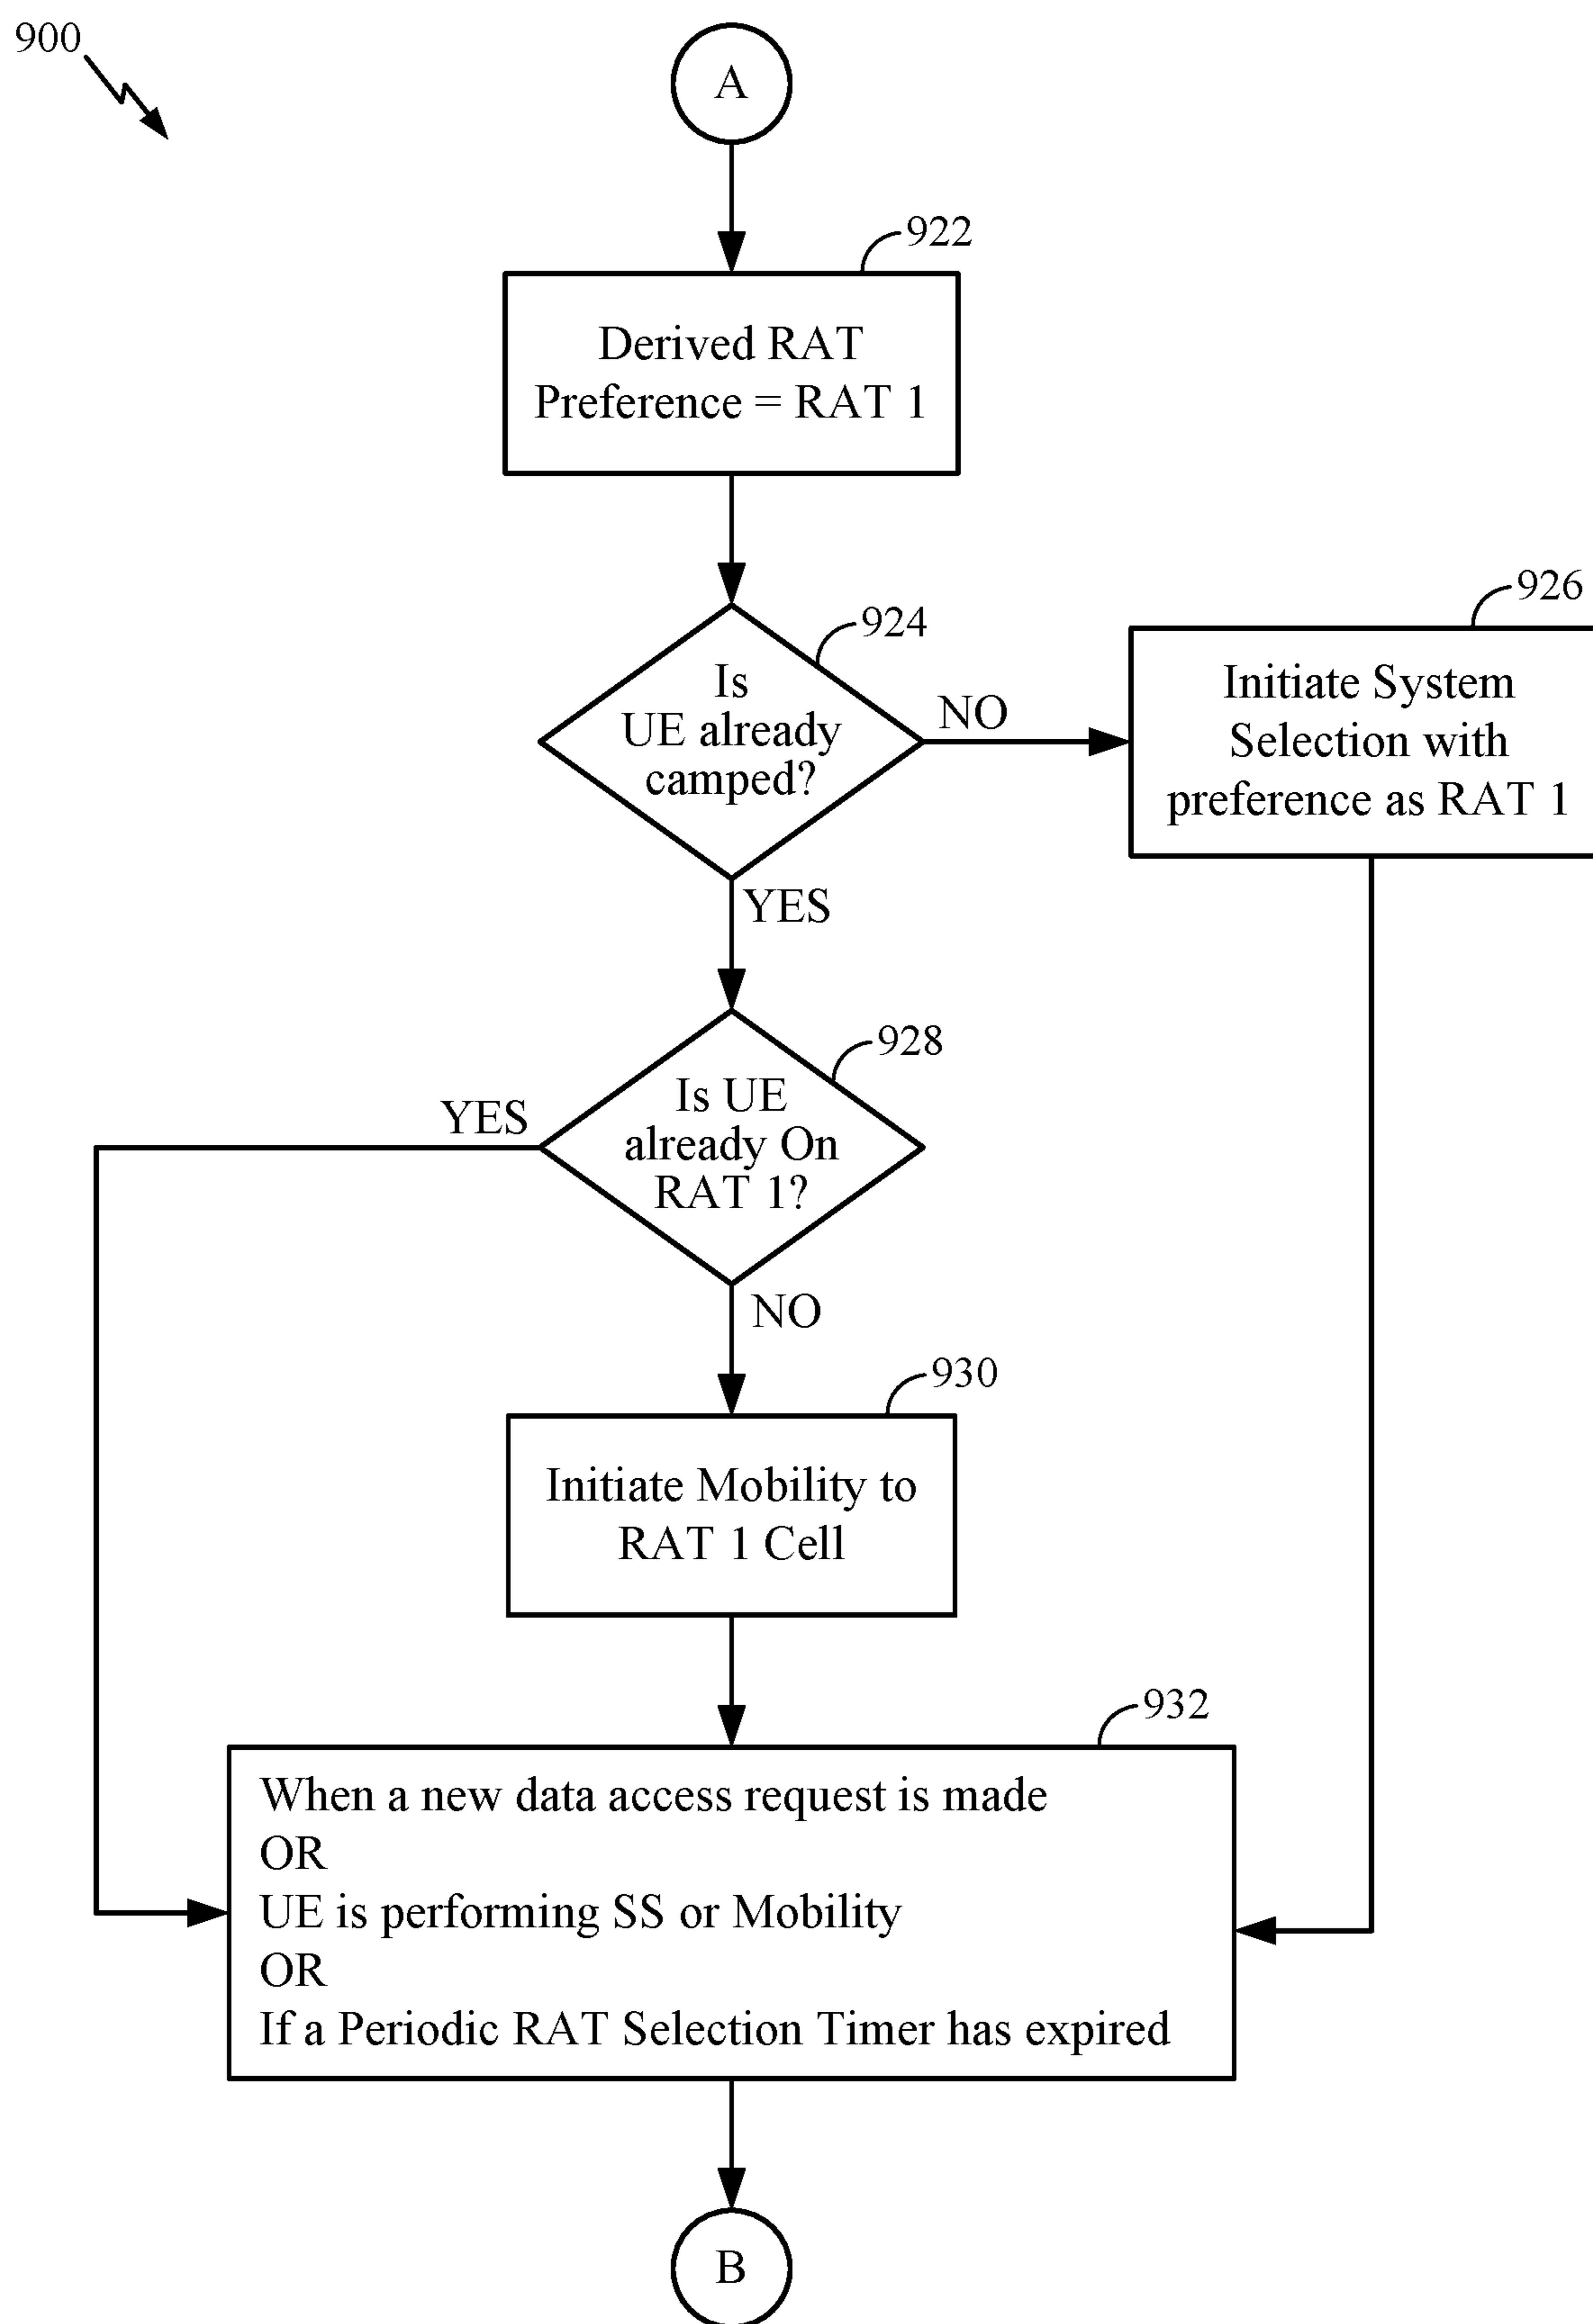 900
A
922
Derived RAT
Preference = RAT 1
924
Is
UE already
camped?
NO
926
Initiate System
Selection with
preference as RAT 1
YES
928
Is UE
already On
RAT 1?
YES
NO
930
Initiate Mobility to
RAT 1 Cell
932
When a new data access request is made
OR
UE is performing SS or Mobility
OR
If a Periodic RAT Selection Timer has expired
B